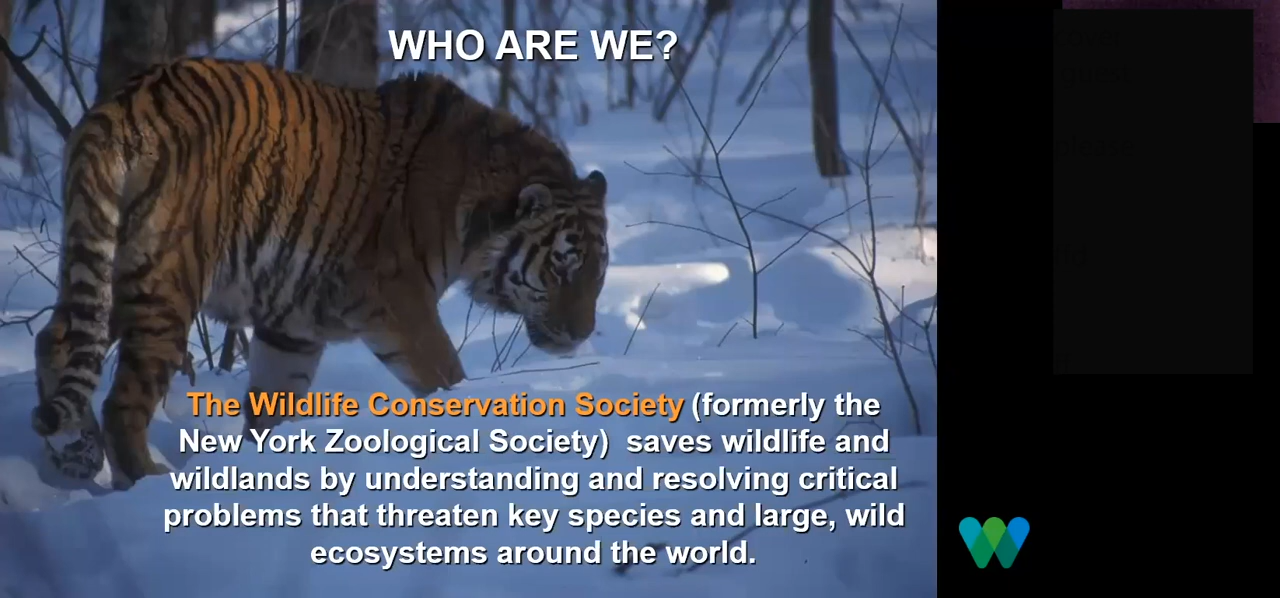 WHO ARE WE?
The Wildlife Conservation Society (formerly the
New York Zoological Society)  saves wildlife and
wildlands by understanding and resolving critical
problems that threaten key species and large, wild
ecosystems around the world.
please